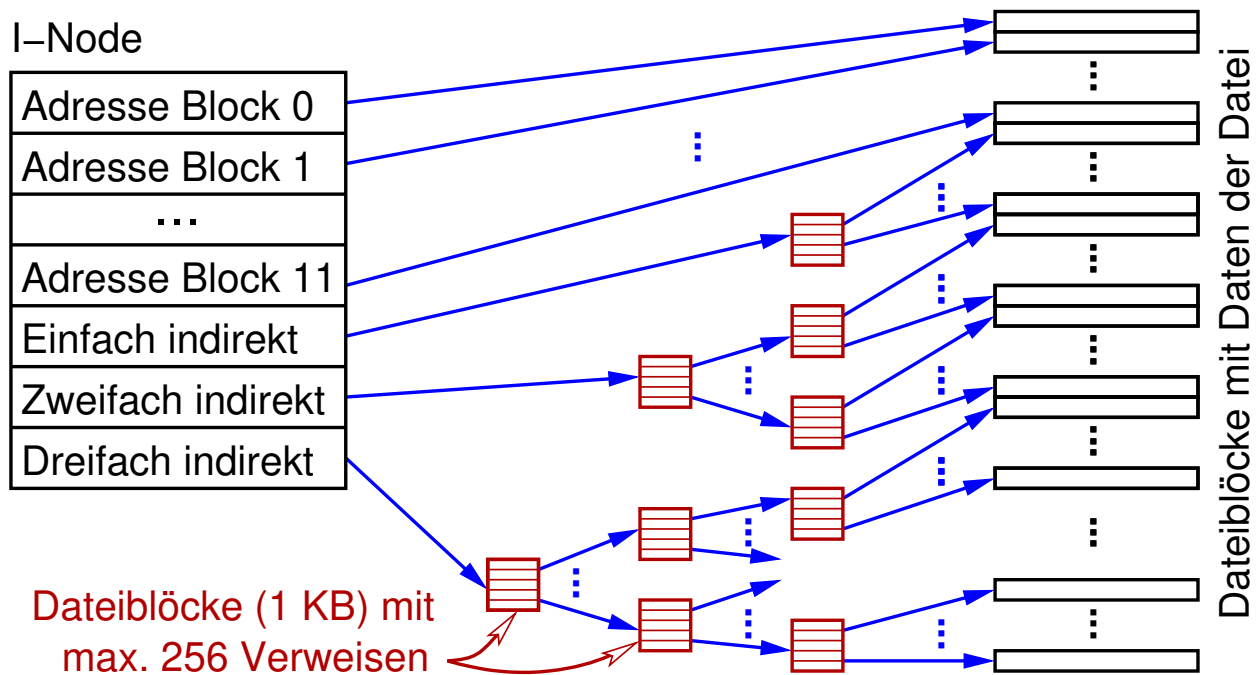 I–Node
Adresse Block 0
Adresse Block 1
...
Adresse Block 11
Einfach indirekt
Zweifach indirekt
Dreifach indirekt
Dateiblöcke (1 KB) mit
max. 256 Verweisen
Dateiblöcke mit Daten der Datei